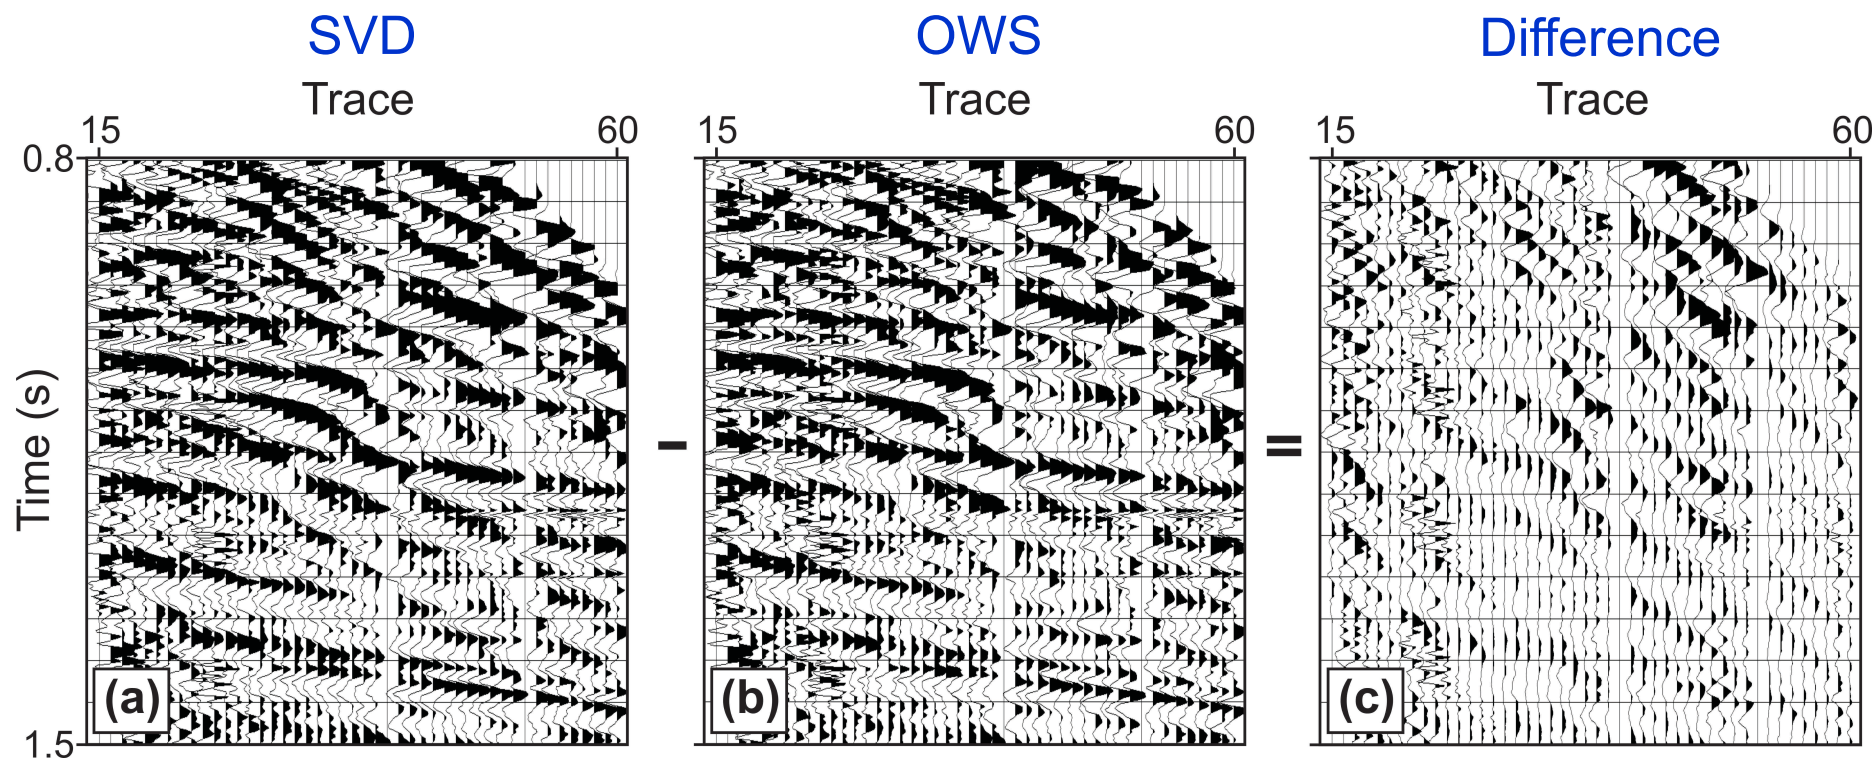 SVD
OWS
Difference
Trace
Trace
Trace
15
60
15
60
15
60
0.8
Time (s)
1.5
(a)
(b)
(c)
-
=